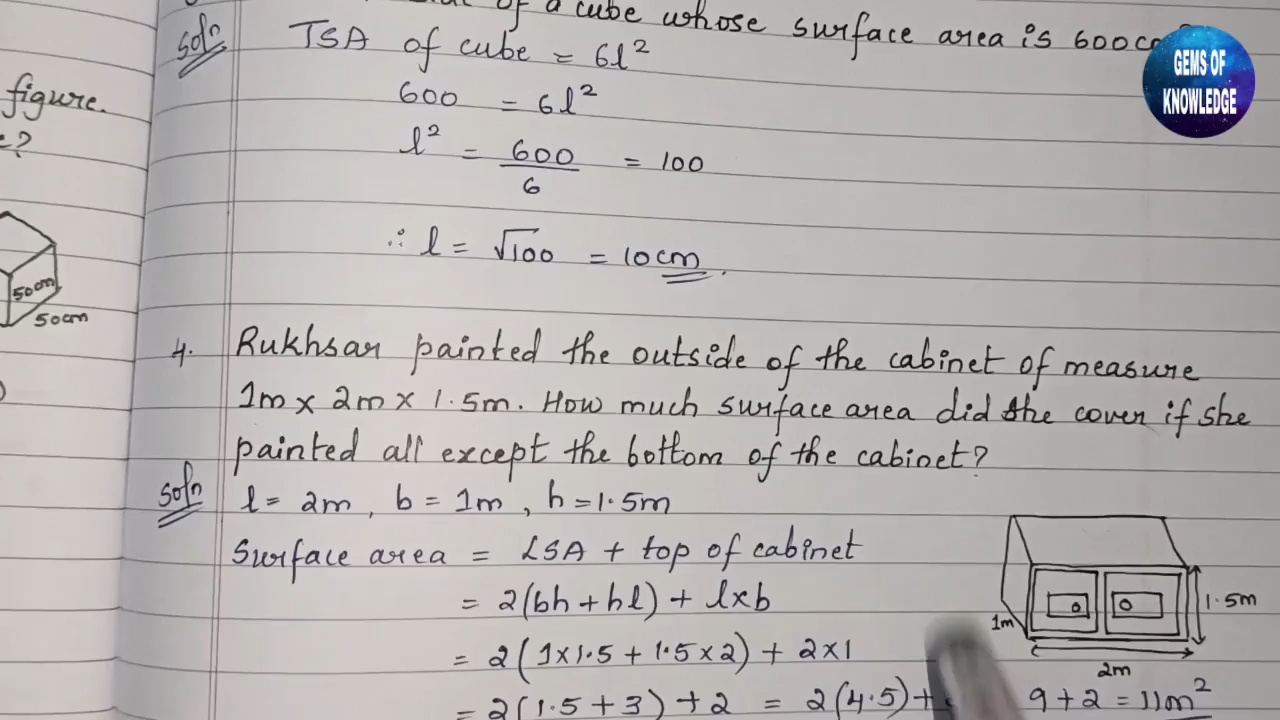 of a cube whose surface area is 600
Soln
TSA of cube = 6l²
600 = 6l²
l² = 600/6 = 100
∴ l = √100 = 10cm.
figure.
?
50cm
50cm
GEMS OF
KNOWLEDGE
4. Rukhsar painted the outside of the cabinet of measure
1m x 2m x 1.5m. How much surface area did she cover if she
painted all except the bottom of the cabinet?
Soln
l = 2m, b = 1m, h = 1.5m
Surface area = LSA + top of cabinet
= 2(bh + hl) + lxb
= 2(1x1.5 + 1.5x2) + 2x1
= 2(1.5 + 3) + 2 = 2(4.5) + 9 + 2 = 11m²
1m
1.5m
2m